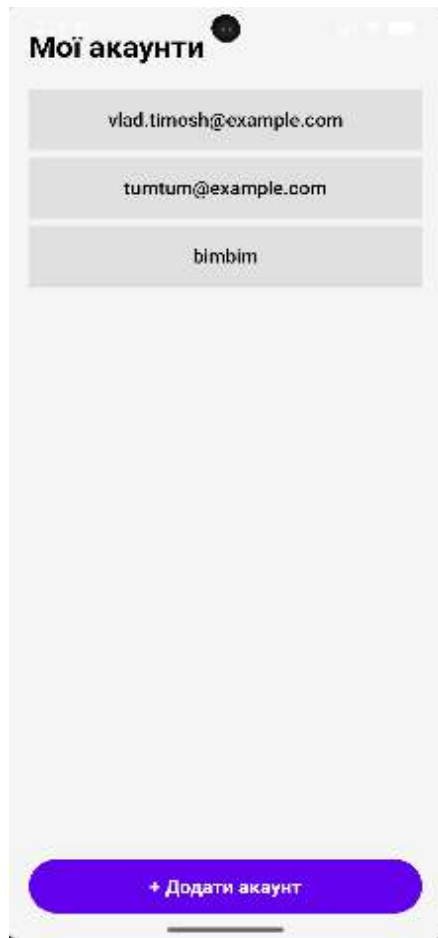 Мої акаунти
vlad.timosh@example.com
tumtum@example.com
bimbim
+ Додати акаунт